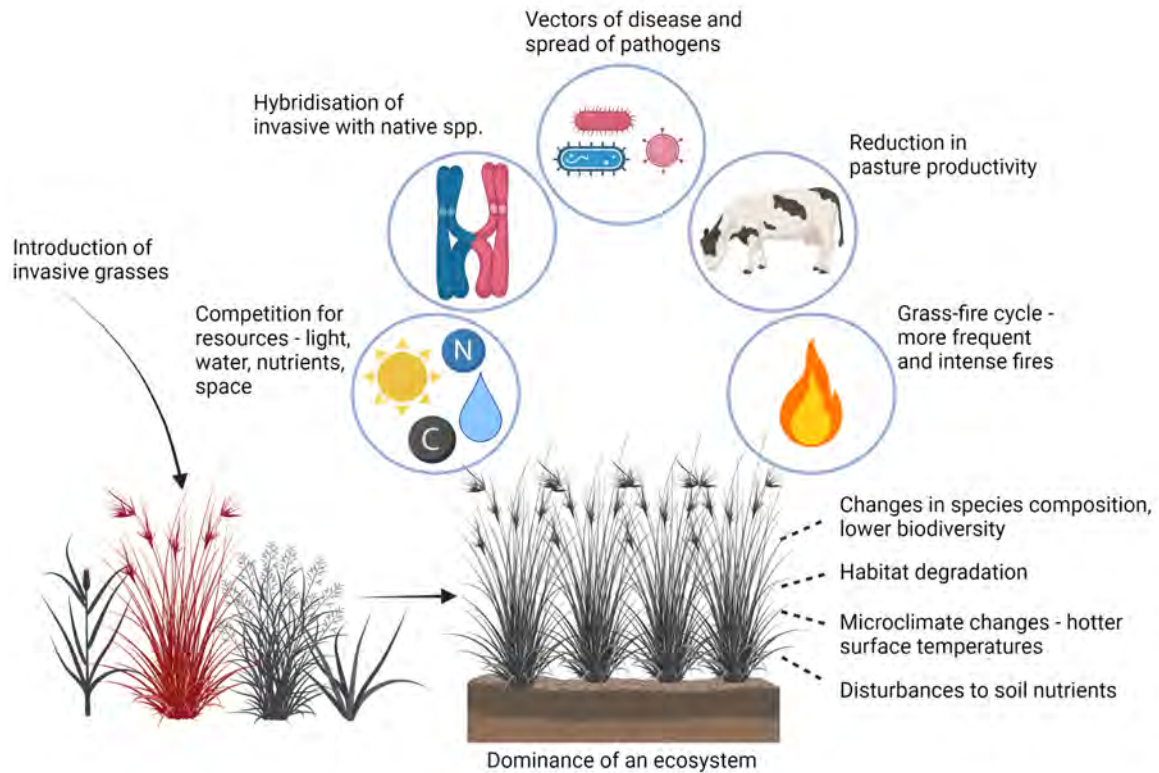 Vectors of disease and
spread of pathogens
Hybridisation of
invasive with native spp.
Reduction in
pasture productivity
Introduction of
invasive grasses
Competition for
resources - light,
water, nutrients,
space
N
C
Grass-fire cycle -
more frequent
and intense fires
Changes in species composition,
lower biodiversity
Habitat degradation
Microclimate changes - hotter
surface temperatures
Disturbances to soil nutrients
Dominance of an ecosystem